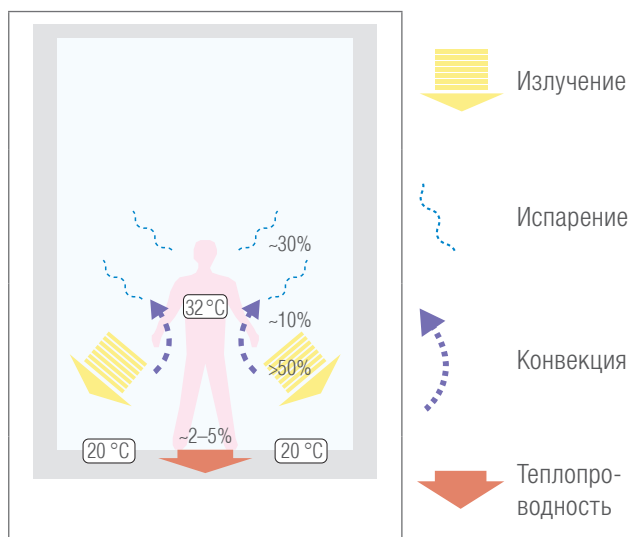 ~30%
32 °C
~10%
>50%
~2–5%
20 °C
20 °C
Излучение
Испарение
Конвекция
Теплопро-
водность